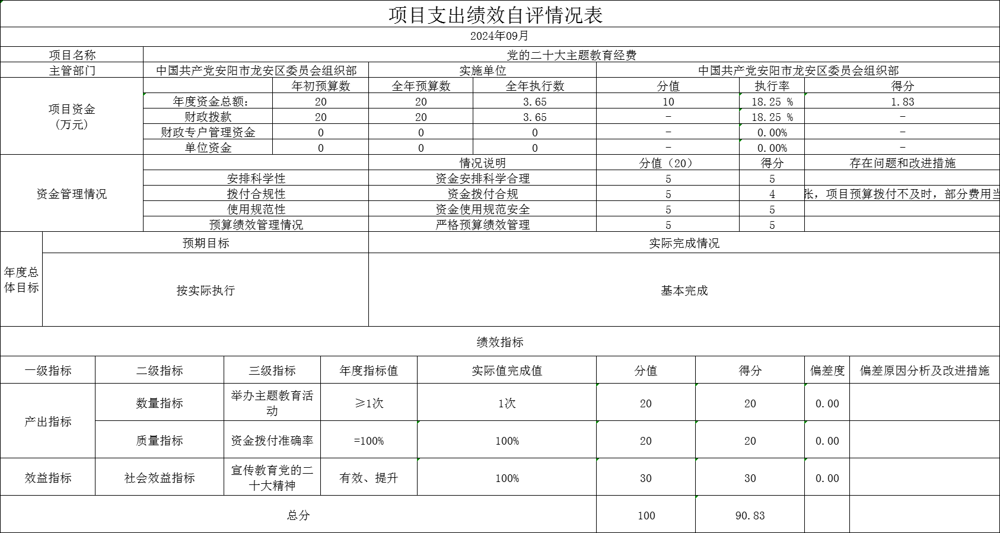 项目支出绩效自评情况表
2024年09月
项目名称 党的二十大主题教育经费
主管部门 中国共产党安阳市龙安区委员会组织部 实施单位 中国共产党安阳市龙安区委员会组织部
项目资金
(万元)
年初预算数 全年预算数 全年执行数 分值 执行率 得分
年度资金总额： 20 20 3.65 10 18.25 % 1.83
财政拨款 20 20 3.65 － 18.25 % －
财政专户管理资金 0 0 0 － 0.00% －
单位资金 0 0 0 － 0.00% －
资金管理情况
情况说明 分值（20） 得分 存在问题和改进措施
安排科学性 资金安排科学合理 5 5
拨付合规性 资金拨付合规 5 4 张，项目预算拨付不及时，部分费用当
使用规范性 资金使用规范安全 5 5
预算绩效管理情况 严格预算绩效管理 5 5
年度总
体目标
预期目标 实际完成情况
按实际执行 基本完成
绩效指标
一级指标 二级指标 三级指标 年度指标值 实际值完成值 分值 得分 偏差度 偏差原因分析及改进措施
产出指标
数量指标 举办主题教育活
动 ≥1次 1次 20 20 0.00
质量指标 资金拨付准确率 =100% 100% 20 20 0.00
效益指标 社会效益指标 宣传教育党的二
十大精神 有效、提升 100% 30 30 0.00
总分 100 90.83